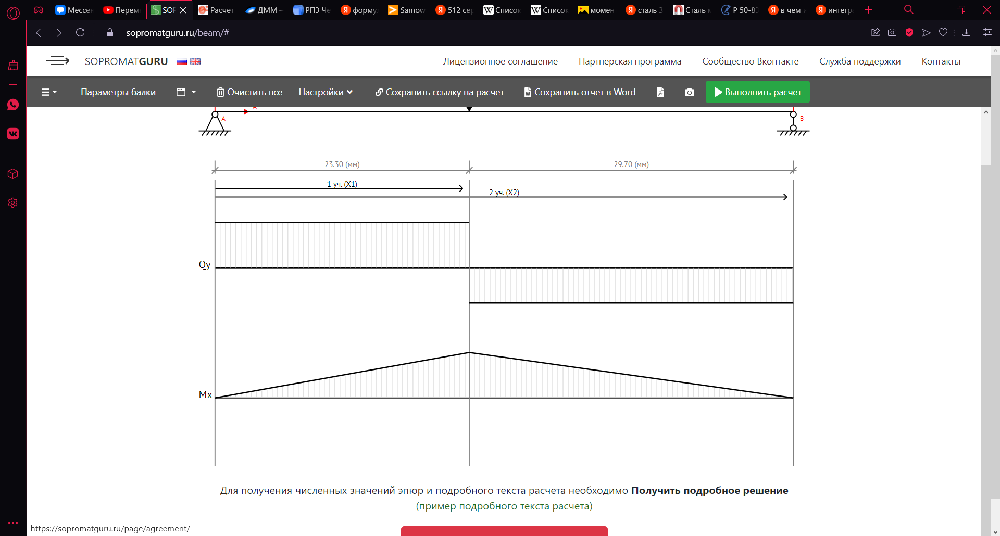 Мессен
Перем
SOF
Расчёт
ДММ –
РПЗ Че
форму
Samow
512 сер
Список
Список
момен
сталь 3
Сталь м
Р 50-83
в чем и
интегр
sopromatguru.ru/beam/#
SOPROMATGURU
Лицензионное соглашение
Партнерская программа
Сообщество Вконтакте
Служба поддержки
Контакты
Параметры балки
Очистить все
Настройки
Сохранить ссылку на расчет
Сохранить отчет в Word
Выполнить расчет
A
B
23.30 (мм)
29.70 (мм)
1 уч. (X1)
2 уч. (X2)
Qy
Mx
Для получения численных значений эпюр и подробного текста расчета необходимо Получить подробное решение
(пример подробного текста расчета)
https://sopromatguru.ru/page/agreement/